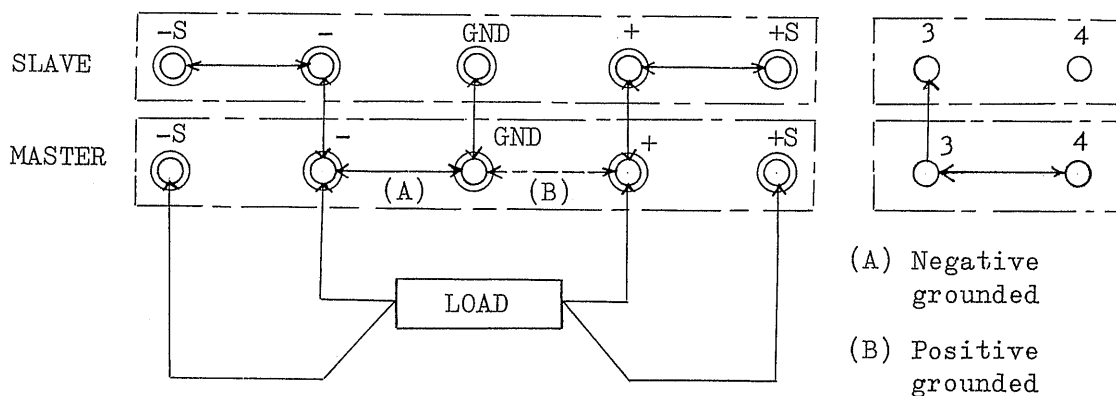 -S - GND + +S 3 4
SLAVE
-S - GND + +S 3 4
MASTER
(A) (B)
(A) Negative
grounded
LOAD
(B) Positive
grounded